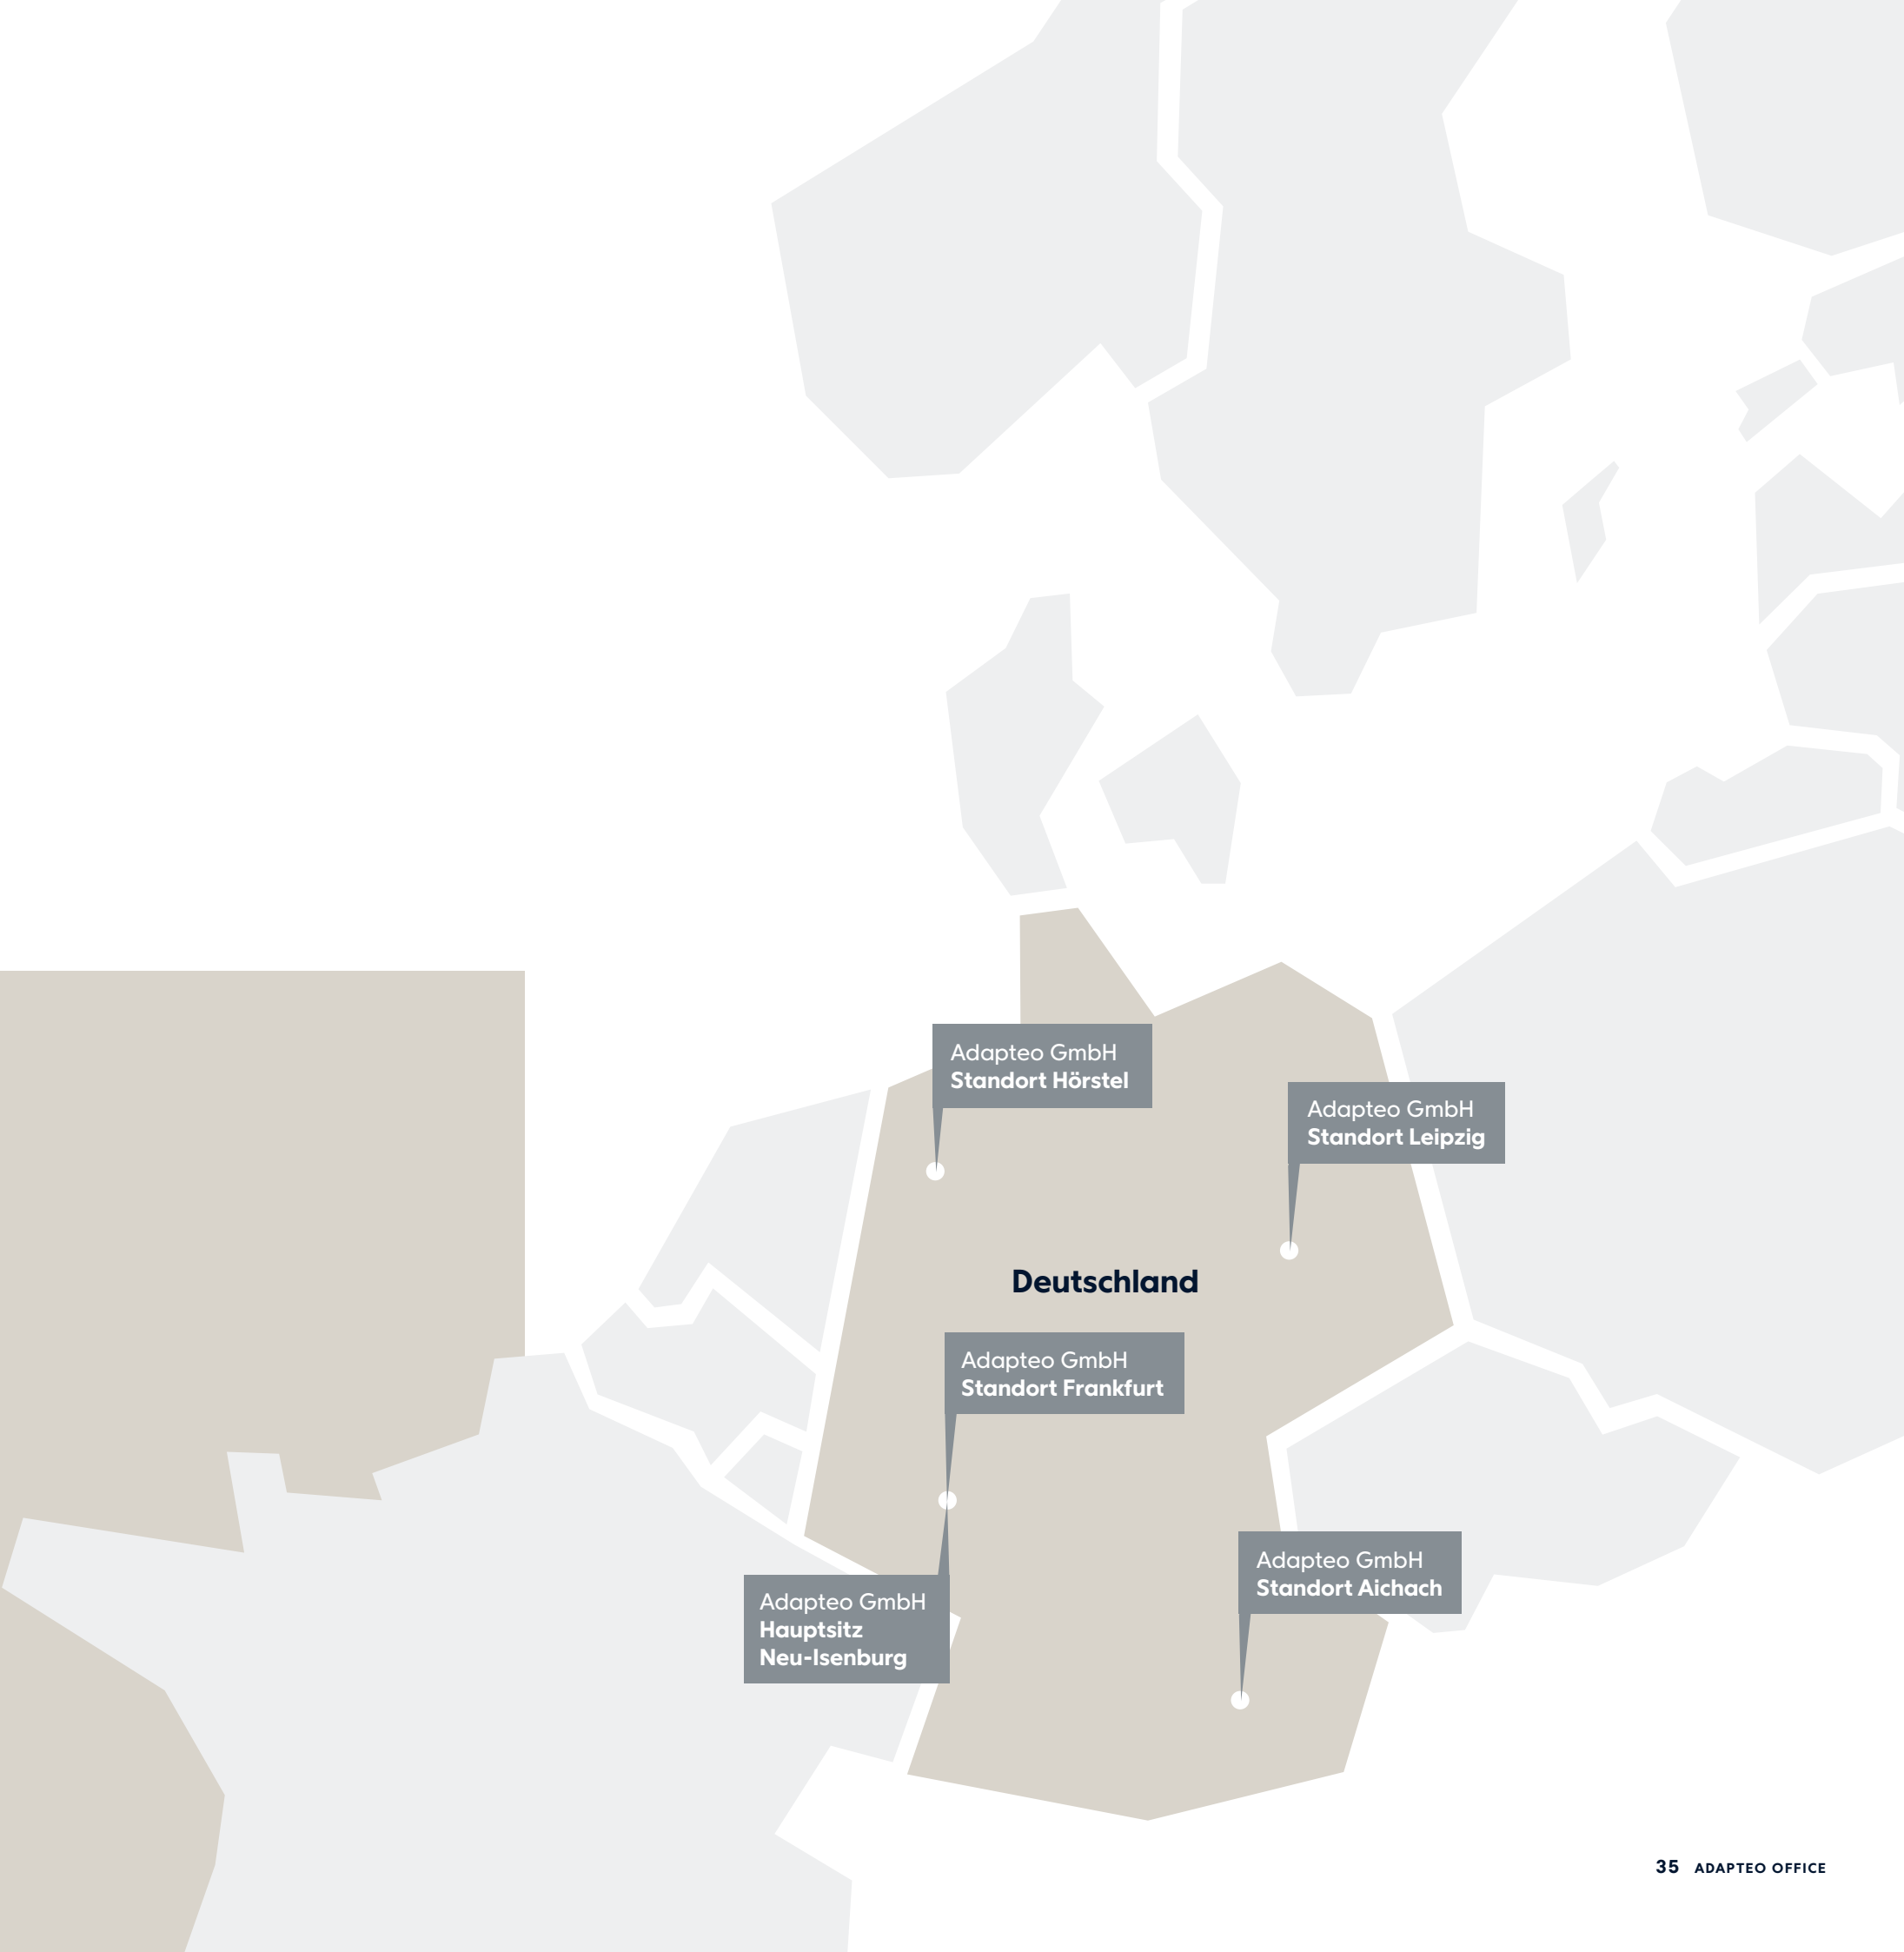 Adapteo GmbH
Standort Hörstel
Adapteo GmbH
Standort Leipzig
Deutschland
Adapteo GmbH
Standort Frankfurt
Adapteo GmbH
Standort Aichach
Adapteo GmbH
Hauptsitz
Neu-Isenburg
35 ADAPTEO OFFICE